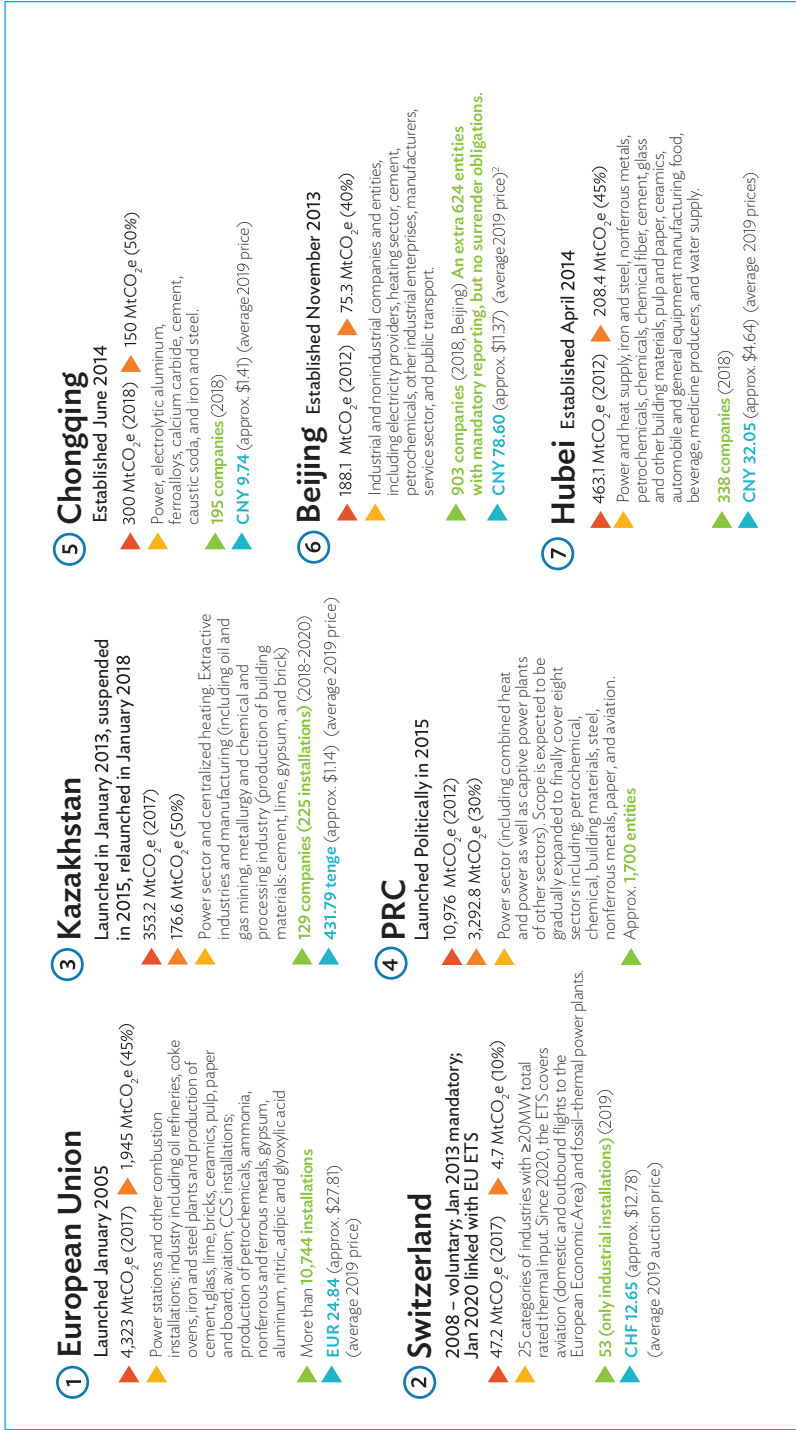 1 European Union
Launched January 2005
4,323 MtCO2e (2017) 1,945 MtCO2e (45%)
Power stations and other combustion
installations; industry including oil refineries, coke
ovens, iron and steel plants and production of
cement, glass, lime, bricks, ceramics, pulp, paper
and board; aviation; CCS installations;
production of petrochemicals, ammonia,
nonferrous and ferrous metals, gypsum,
aluminum, nitric, adipic and glyoxylic acid
More than 10,744 installations
EUR 24.84 (approx. $27.81)
(average 2019 price)
2 Switzerland
2008 – voluntary; Jan 2013 mandatory;
Jan 2020 linked with EU ETS
47.2 MtCO2e (2017) 4.7 MtCO2e (10%)
25 categories of industries with ≥20MW total
rated thermal input. Since 2020, the ETS covers
aviation (domestic and outbound flights to the
European Economic Area) and fossil–thermal power plants.
53 (only industrial installations) (2019)
CHF 12.65 (approx. $12.78)
(average 2019 auction price)
3 Kazakhstan
Launched in January 2013, suspended
in 2015, relaunched in January 2018
353.2 MtCO2e (2017)
176.6 MtCO2e (50%)
Power sector and centralized heating. Extractive
industries and manufacturing (including oil and
gas mining, metallurgy and chemical and
processing industry (production of building
materials: cement, lime, gypsum, and brick)
129 companies (225 installations) (2018-2020)
431.79 tenge (approx. $1.14) (average 2019 price)
4 PRC
Launched Politically in 2015
10,976 MtCO2e (2012)
3,292.8 MtCO2e (30%)
Power sector (including combined heat
and power as well as captive power plants
of other sectors). Scope is expected to be
gradually expanded to finally cover eight
sectors including: petrochemical,
chemical, building materials, steel,
nonferrous metals, paper, and aviation.
Approx. 1,700 entities
5 Chongqing
Established June 2014
300 MtCO2e (2018) 150 MtCO2e (50%)
Power, electrolytic aluminum,
ferroalloys, calcium carbide, cement,
caustic soda, and iron and steel.
195 companies (2018)
CNY 9.74 (approx. $1.41) (average 2019 price)
6 Beijing Established November 2013
188.1 MtCO2e (2012) 75.3 MtCO2e (40%)
Industrial and nonindustrial companies and entities,
including electricity providers, heating sector, cement,
petrochemicals, other industrial enterprises, manufacturers,
service sector, and public transport.
903 companies (2018, Beijing) An extra 624 entities
with mandatory reporting, but no surrender obligations.
CNY 78.60 (approx. $11.37) (average 2019 price)2
7 Hubei Established April 2014
463.1 MtCO2e (2012) 208.4 MtCO2e (45%)
Power and heat supply, iron and steel, nonferrous metals,
petrochemicals, chemicals, chemical fiber, cement, glass
and other building materials, pulp and paper, ceramics,
automobile and general equipment manufacturing, food,
beverage, medicine producers, and water supply.
338 companies (2018)
CNY 32.05 (approx. $4.64) (average 2019 prices)